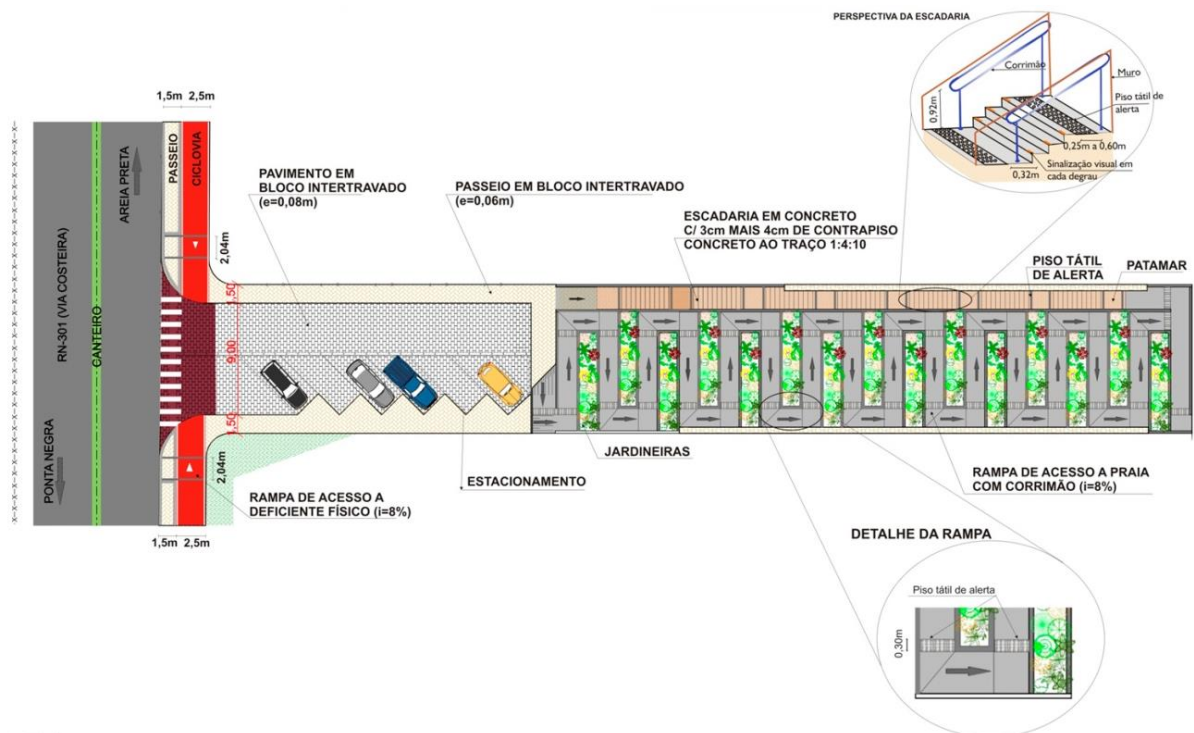 PERSPECTIVA DA ESCADARIA
Corrimão
Muro
Piso tátil de
alerta
0,92m
0,25m a 0,60m
Sinalização visual em
cada degrau
0,32m
1,5m 2,5m
PASSEIO
CICLOVIA
AREIA PRETA
RN-301 (VIA COSTEIRA)
CANTEIRO
PONTA NEGRA
2,04m
PAVIMENTO EM
BLOCO INTERTRAVADO
(e=0,08m)
PASSEIO EM BLOCO INTERTRAVADO
(e=0,06m)
ESCADARIA EM CONCRETO
C/ 3cm MAIS 4cm DE CONTRAPISO
CONCRETO AO TRAÇO 1:4:10
PISO TÁTIL
DE ALERTA
PATAMAR
1,50
9,00
1,50
2,04m
RAMPA DE ACESSO A
DEFICIENTE FÍSICO (i=8%)
ESTACIONAMENTO
JARDINEIRAS
RAMPA DE ACESSO A PRAIA
COM CORRIMÃO (i=8%)
1,5m 2,5m
DETALHE DA RAMPA
Piso tátil de alerta
0,30m